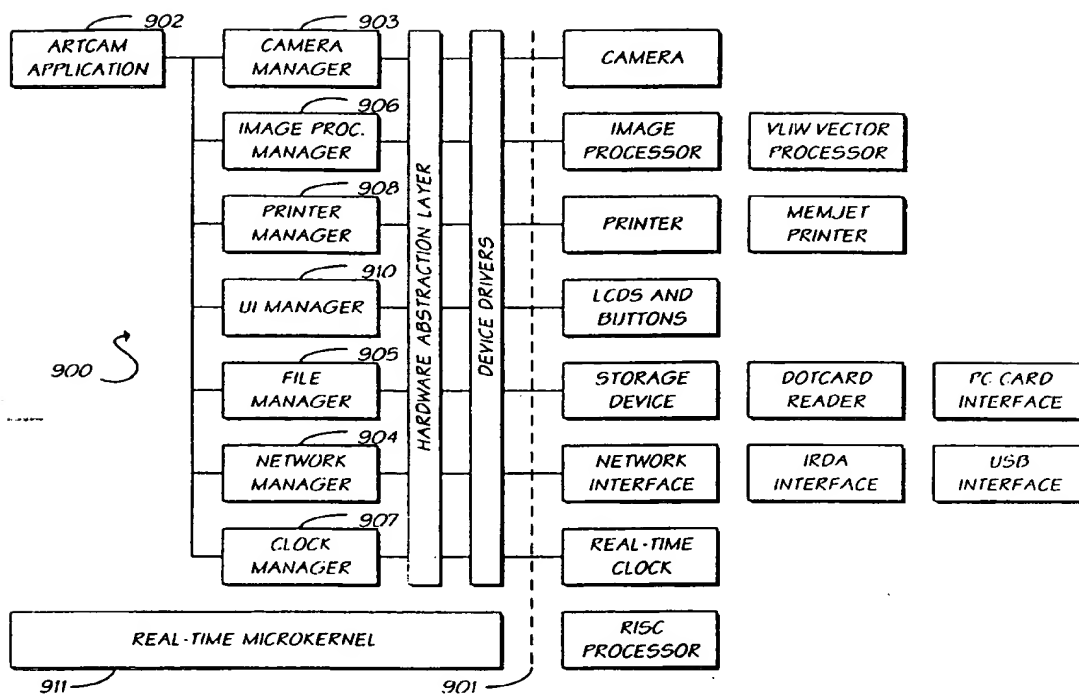 902
903
ARTCAM
APPLICATION
CAMERA
MANAGER
CAMERA
906
IMAGE PROC.
MANAGER
IMAGE
PROCESSOR
VLIW VECTOR
PROCESSOR
908
PRINTER
MANAGER
PRINTER
MEMJET
PRINTER
910
UI MANAGER
LCDS AND
BUTTONS
HARDWARE ABSTRACTION LAYER
DEVICE DRIVERS
900
905
FILE
MANAGER
STORAGE
DEVICE
DOTCARD
READER
PC CARD
INTERFACE
904
NETWORK
MANAGER
NETWORK
INTERFACE
IRDA
INTERFACE
USB
INTERFACE
907
CLOCK
MANAGER
REAL-TIME
CLOCK
REAL-TIME MICROKERNEL
RISC
PROCESSOR
911
901